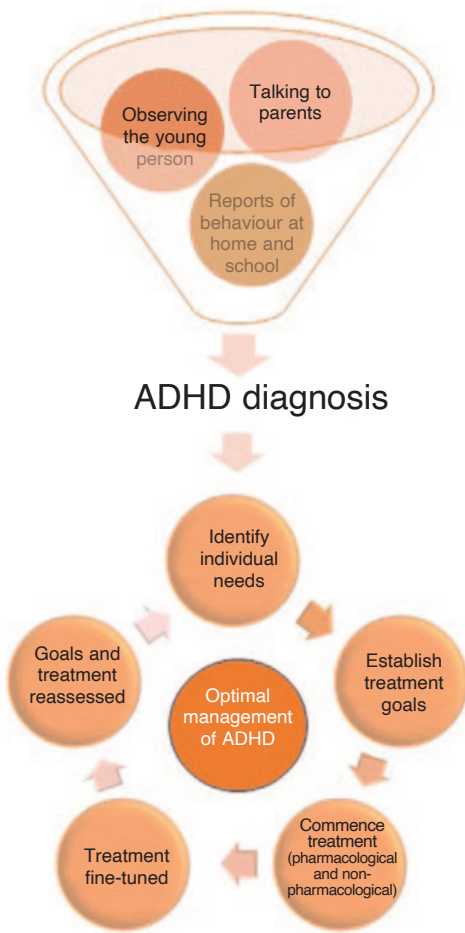 Observing
the young
person
Talking to
parents
Reports of
behaviour at
home and
school
ADHD diagnosis
Identify
individual
needs
Establish
treatment
goals
Commence
treatment
(pharmacological
and non-
pharmacological)
Treatment
fine-tuned
Goals and
treatment
reassessed
Optimal
management
of ADHD